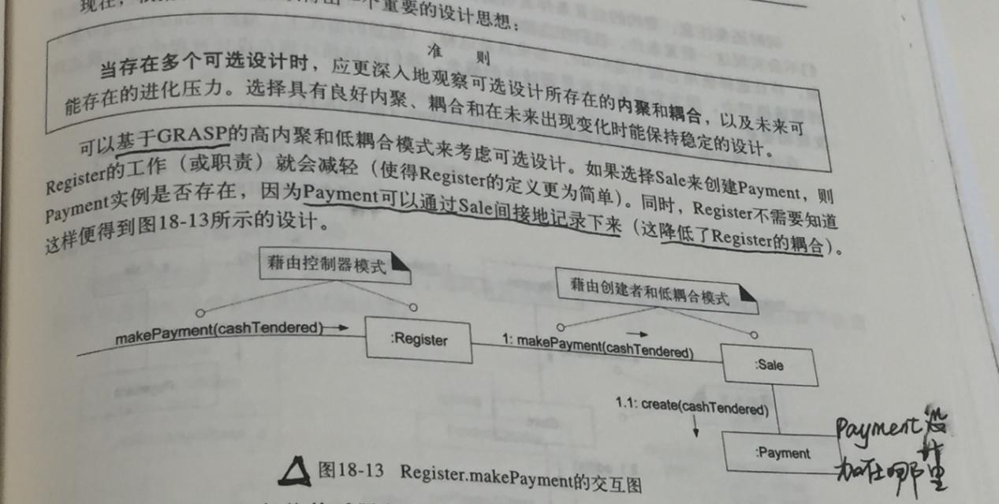 个重要的设计思想：
准 则
当存在多个可选设计时，应更深入地观察可选设计所存在的内聚和耦合，以及未来可
能存在的进化压力。选择具有良好内聚、耦合和在未来出现变化时能保持稳定的设计。
可以基于GRASP的高内聚和低耦合模式来考虑可选设计。如果选择Sale来创建Payment，则
Register的工作（或职责）就会减轻（使得Register的定义更为简单）。同时，Register不需要知道
Payment实例是否存在，因为Payment可以通过Sale间接地记录下来（这降低了Register的耦合）。
这样便得到图18-13所示的设计。
藉由控制器模式
藉由创建者和低耦合模式
makePayment(cashTendered)
:Register
1: makePayment(cashTendered)
:Sale
1.1: create(cashTendered)
:Payment
Payment设
计
加在哪里
图18-13 Register.makePayment的交互图